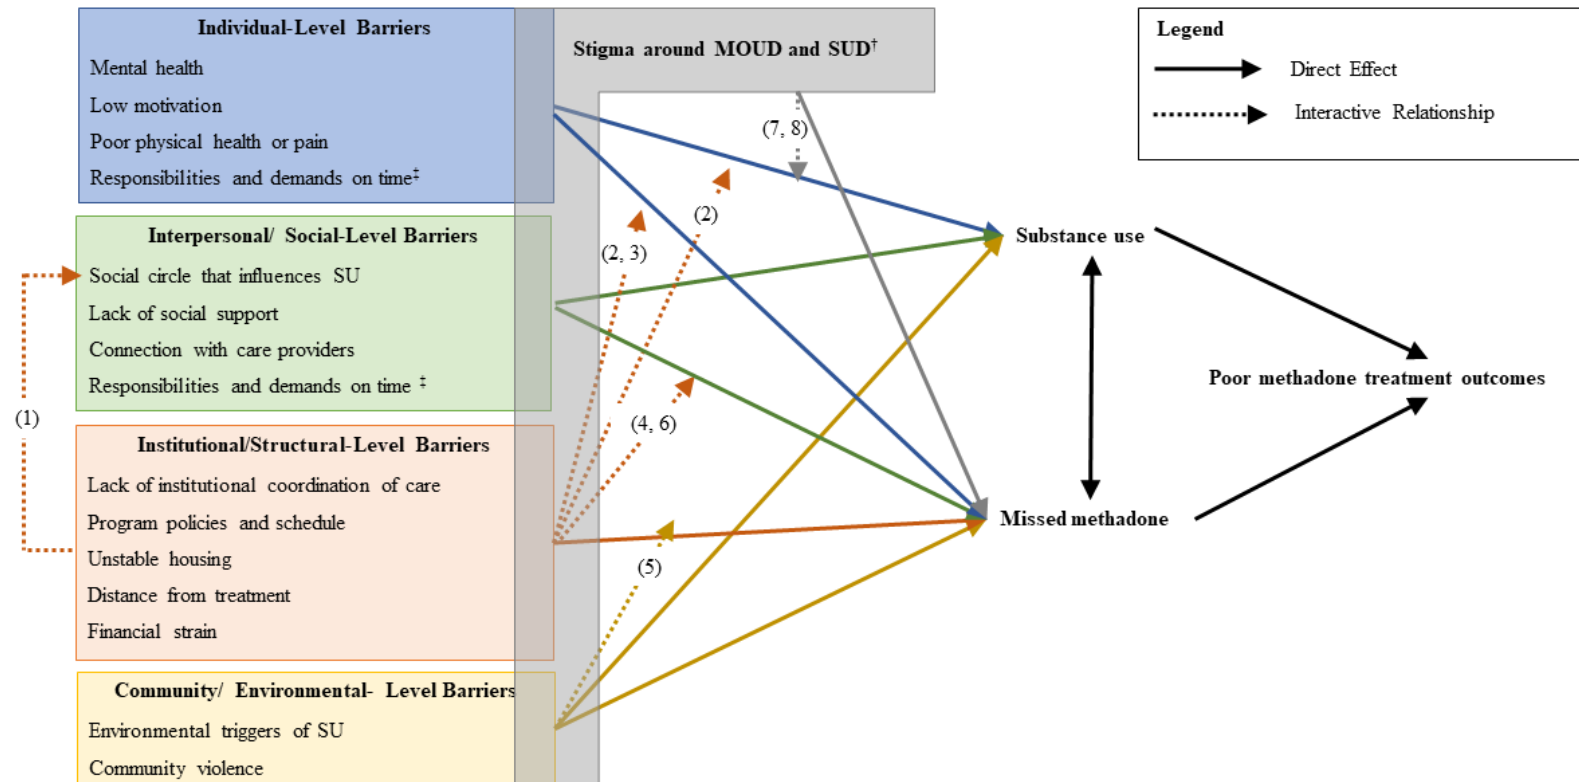 Individual-Level Barriers
Mental health
Low motivation
Poor physical health or pain
Responsibilities and demands on time‡
Stigma around MOUD and SUD†
Legend
Direct Effect
Interactive Relationship
(7, 8)
(2)
(2, 3)
Interpersonal/ Social-Level Barriers
Social circle that influences SU
Lack of social support
Connection with care providers
Responsibilities and demands on time ‡
(1)
(4, 6)
Substance use
Poor methadone treatment outcomes
Institutional/Structural-Level Barriers
Lack of institutional coordination of care
Program policies and schedule
Unstable housing
Distance from treatment
Financial strain
Missed methadone
(5)
Community/ Environmental- Level Barriers
Environmental triggers of SU
Community violence